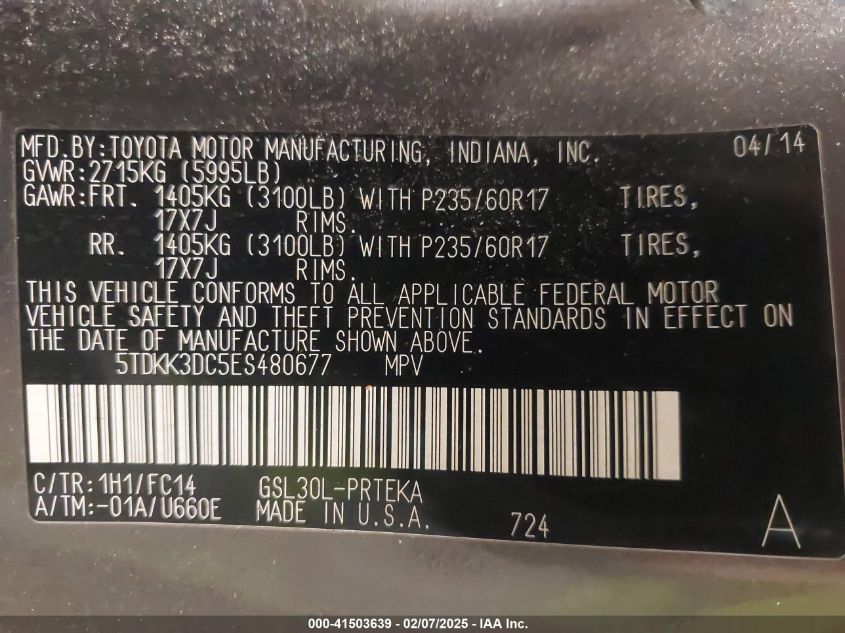 MFD.BY:TOYOTA MOTOR MANUFACTURING, INDIANA, INC. 04/14
GVWR:2715KG (5995LB)
GAWR:FRT. 1405KG (3100LB) WITH P235/60R17 TIRES,
17X7J RIMS.
RR. 1405KG (3100LB) WITH P235/60R17 TIRES,
17X7J RIMS.
THIS VEHICLE CONFORMS TO ALL APPLICABLE FEDERAL MOTOR
VEHICLE SAFETY AND THEFT PREVENTION STANDARDS IN EFFECT ON
THE DATE OF MANUFACTURE SHOWN ABOVE.
5TDKK3DC5ES480677 MPV
C/TR:1H1/FC14 GSL30L-PRTEKA
A/TM:-01A/U660E MADE IN U.S.A. 724 A
000-41503639 - 02/07/2025 - IAA Inc.